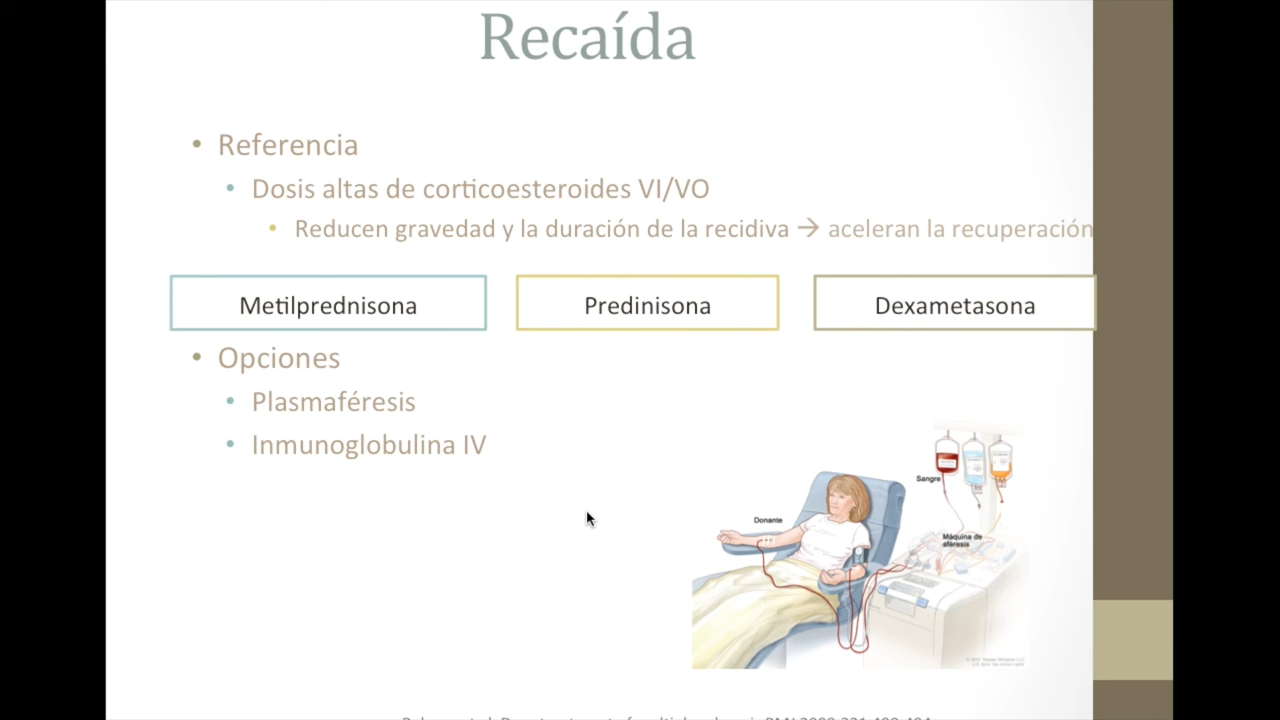 Recaída
• Referencia
• Dosis altas de corticoesteroides VI/VO
• Reducen gravedad y la duración de la recidiva → aceleran la recuperación
Metilprednisona
Predinisona
Dexametasona
• Opciones
• Plasmaféresis
• Inmunoglobulina IV
Sangre
Donante
Máquina de
aféresis